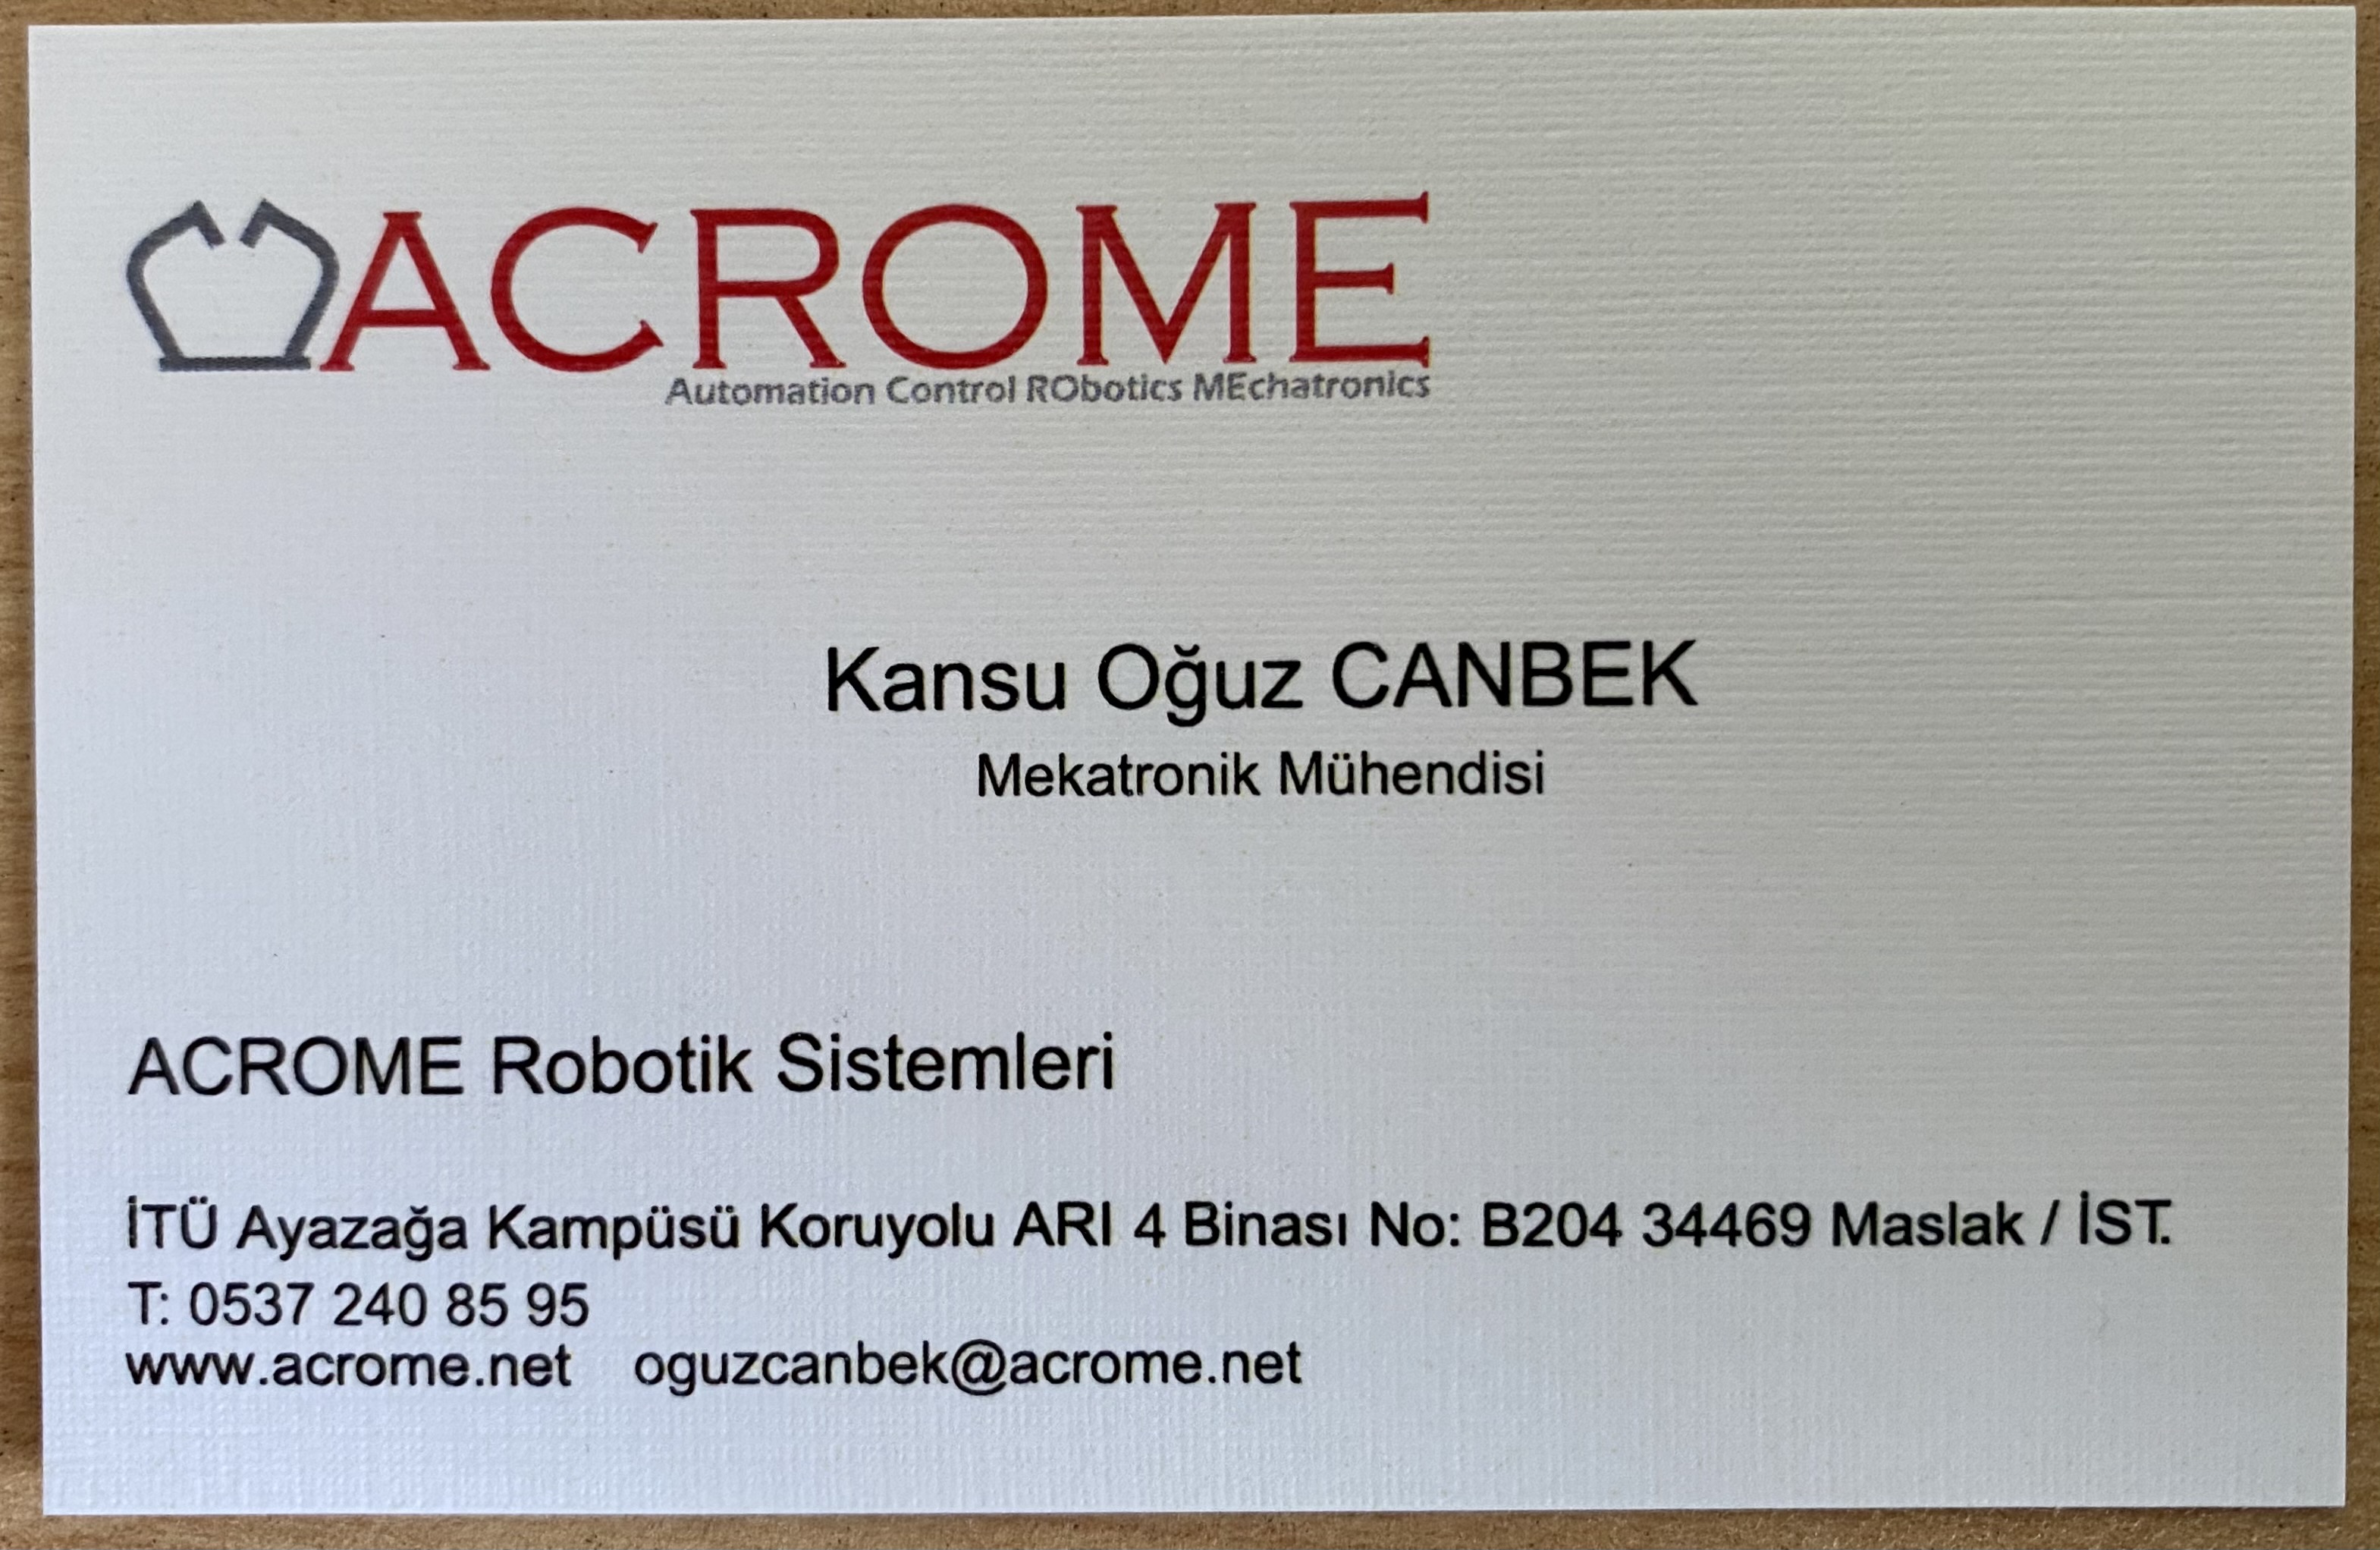 ACROME
Automation Control RObotics MEchatronics
Kansu Oğuz CANBEK
Mekatronik Mühendisi
ACROME Robotik Sistemleri
İTÜ Ayazağa Kampüsü Koruyolu ARI 4 Binası No: B204 34469 Maslak / İST.
T: 0537 240 85 95
www.acrome.net oguzcanbek@acrome.net